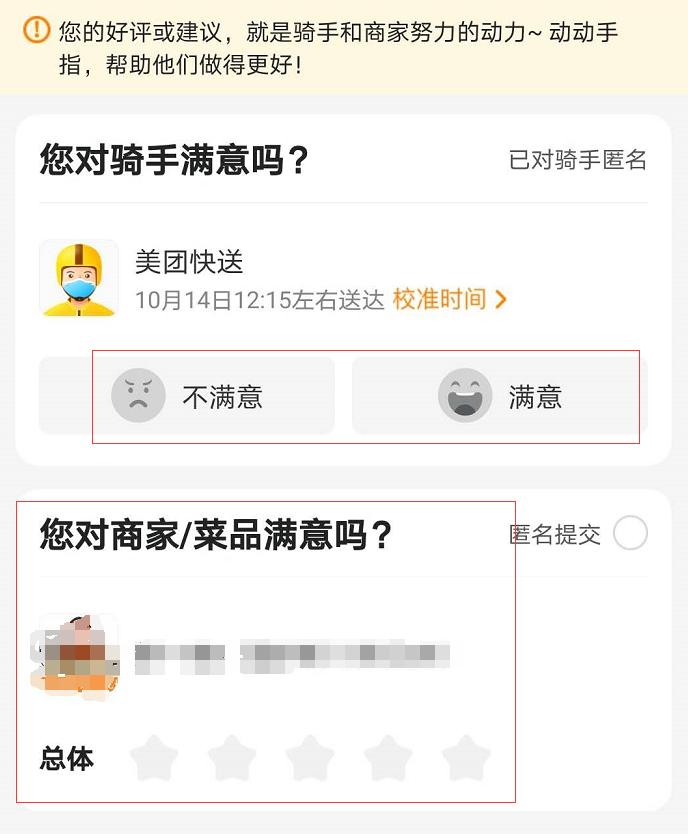 您的好评或建议，就是骑手和商家努力的动力~ 动动手
指，帮助他们做得更好!
您对骑手满意吗？
已对骑手匿名
美团快送
10月14日12:15左右送达 校准时间
不满意
满意
您对商家/菜品满意吗？
匿名提交
总体